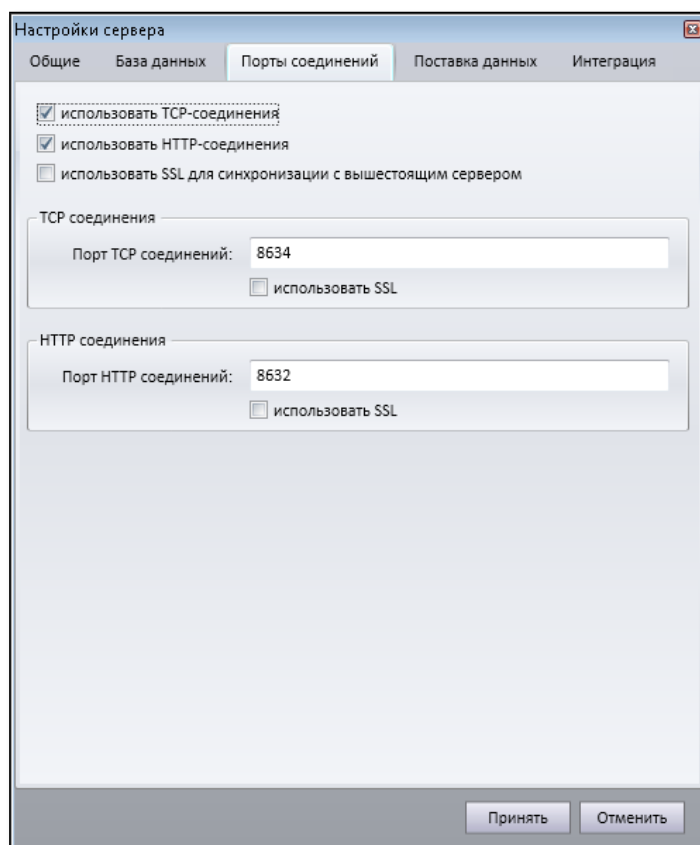 Настройки сервера
Общие База данных Порты соединений Поставка данных Интеграция
использовать TCP-соединения
использовать HTTP-соединения
использовать SSL для синхронизации с вышестоящим сервером
TCP соединения
Порт TCP соединений: 8634
использовать SSL
HTTP соединения
Порт HTTP соединений: 8632
использовать SSL
Принять Отменить